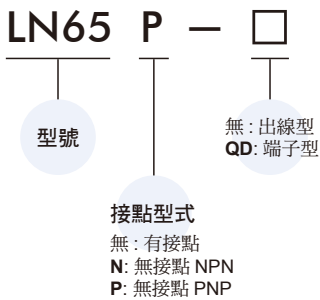 LN65 P – □
型號
無 : 出線型
QD: 端子型
接點型式
無 : 有接點
N: 無接點 NPN
P: 無接點 PNP